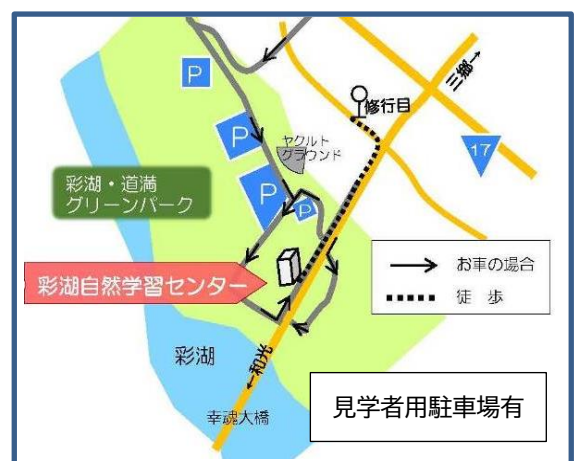 三郷→
修行目
P
ヤクルト
グラウンド
17
P
彩湖・道満
グリーンパーク
P
P
お車の場合
徒 歩
彩湖自然学習センター
彩湖
←和光
幸魂大橋
見学者用駐車場有